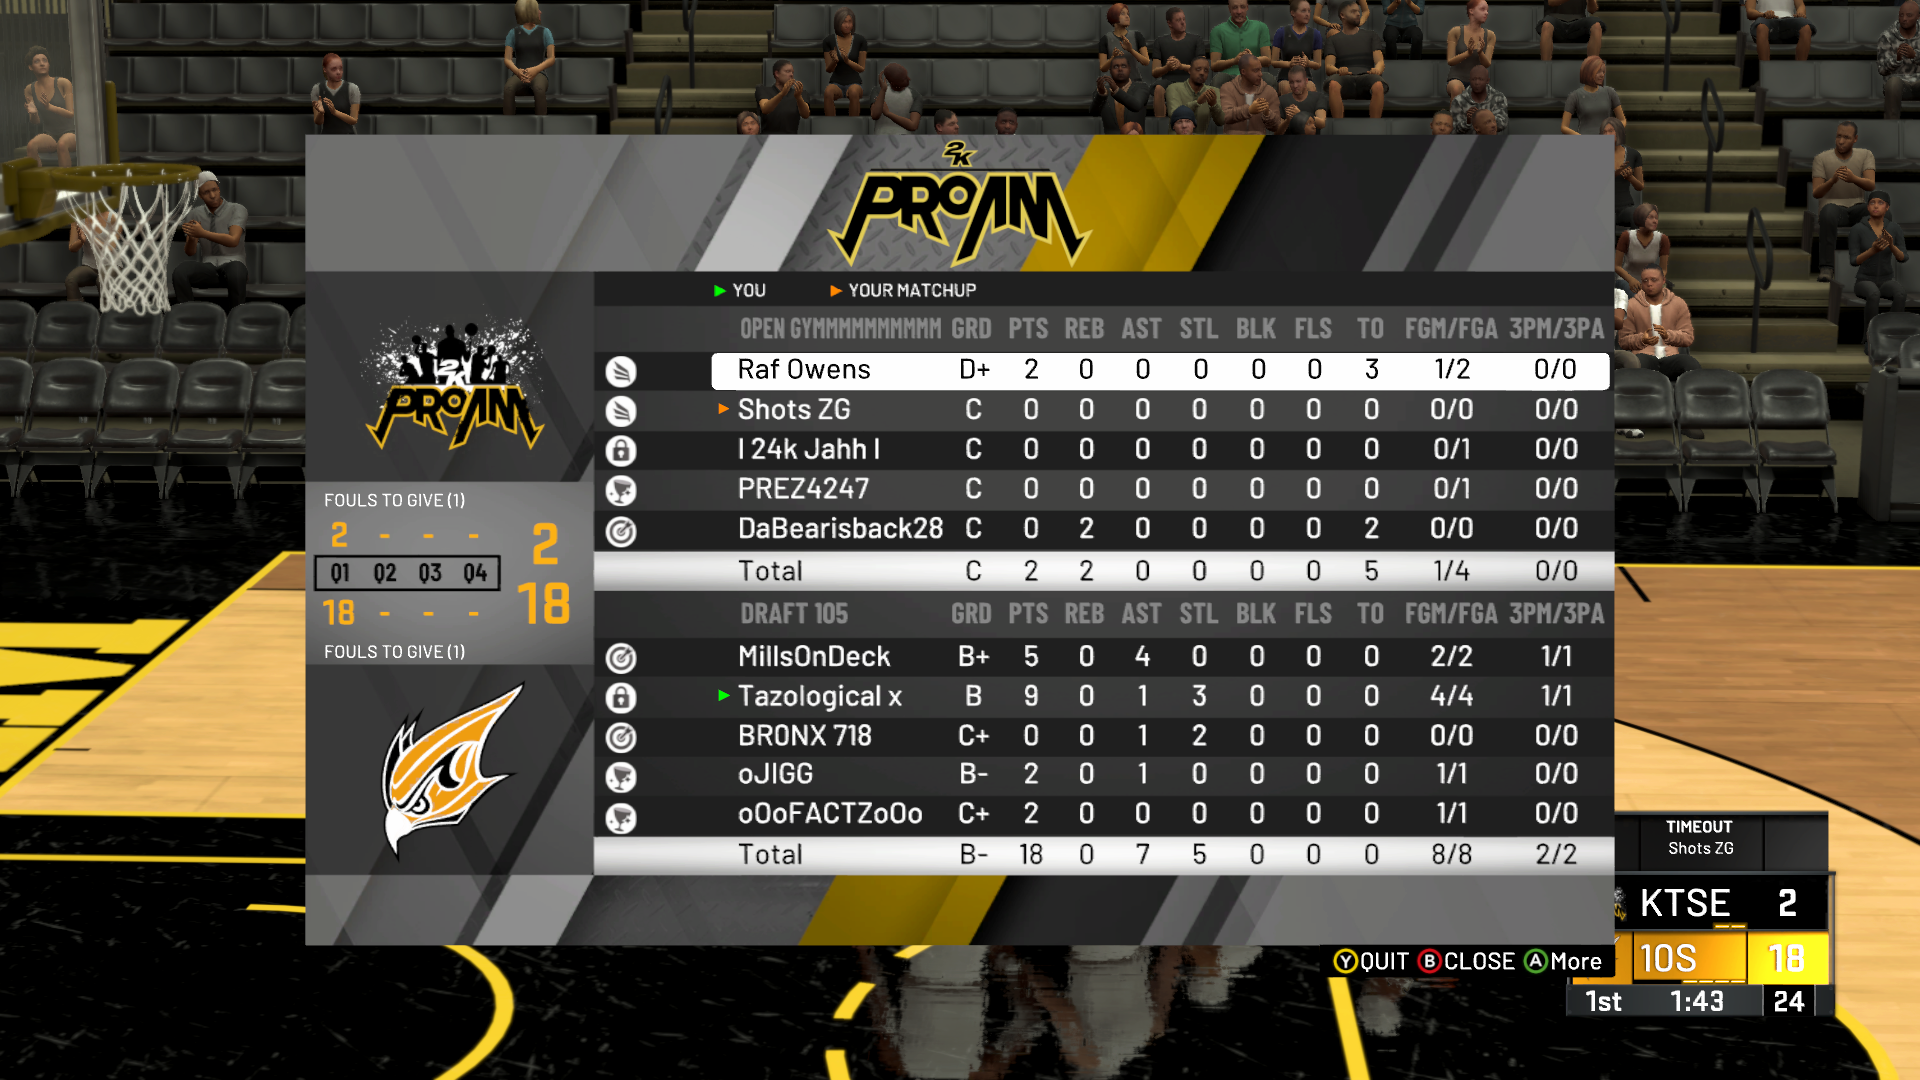 2K
PROAM
YOU YOUR MATCHUP
OPEN GYMMMMMMMMMM GRD PTS REB AST STL BLK FLS TO FGM/FGA 3PM/3PA
Raf Owens D+ 2 0 0 0 0 0 3 1/2 0/0
Shots ZG C 0 0 0 0 0 0 0 0/0 0/0
I 24k Jahh I C 0 0 0 0 0 0 0 0/1 0/0
PREZ4247 C 0 0 0 0 0 0 0 0/1 0/0
DaBearisback28 C 0 2 0 0 0 0 2 0/0 0/0
Total C 2 2 0 0 0 0 5 1/4 0/0
DRAFT 105 GRD PTS REB AST STL BLK FLS TO FGM/FGA 3PM/3PA
MillsOnDeck B+ 5 0 4 0 0 0 0 2/2 1/1
Tazological x B 9 0 1 3 0 0 0 4/4 1/1
BRONX 718 C+ 0 0 1 2 0 0 0 0/0 0/0
oJIGG B- 2 0 1 0 0 0 0 1/1 0/0
oOoFACTZoOo C+ 2 0 0 0 0 0 0 1/1 0/0
Total B- 18 0 7 5 0 0 0 8/8 2/2
2K
PROAM
FOULS TO GIVE (1)
2 - - - 2
Q1 Q2 Q3 Q4
18 - - - 18
FOULS TO GIVE (1)
TIMEOUT
Shots ZG
KTSE 2
10S 18
1st 1:43 24
Y QUIT B CLOSE A More